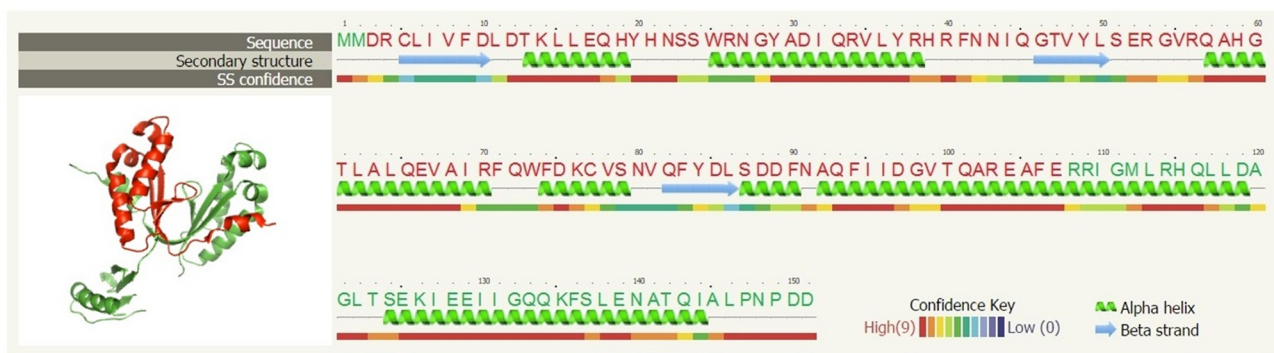 1 10 20 30 40 50 60
Sequence MMDRCLIVFDLDTKLLEQHYHNSSWRNGYADIQRVLYRHRFNNIQGTVYLSERGVRQAHG
Secondary structure
SS confidence
70 80 90 100 110 120
TLALQEVAIRFQWFDKCVSNVQFYDLSDDFNAQFIIDGVTQAREAFERRIGMLRHQLLDA
130 140 150
GLTSEKIEEIIGQQKFSLENATQIALPNPDD
Confidence Key
High(9) Low (0)
Alpha helix
Beta strand